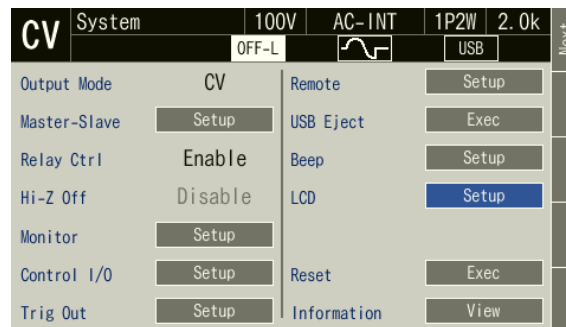 CV System 100V AC-INT 1P2W 2.0k
OFF-L USB
Next
Output Mode CV
Master-Slave Setup
Relay Ctrl Enable
Hi-Z Off Disable
Monitor Setup
Control I/O Setup
Trig Out Setup
Remote Setup
USB Eject Exec
Beep Setup
LCD Setup
Reset Exec
Information View